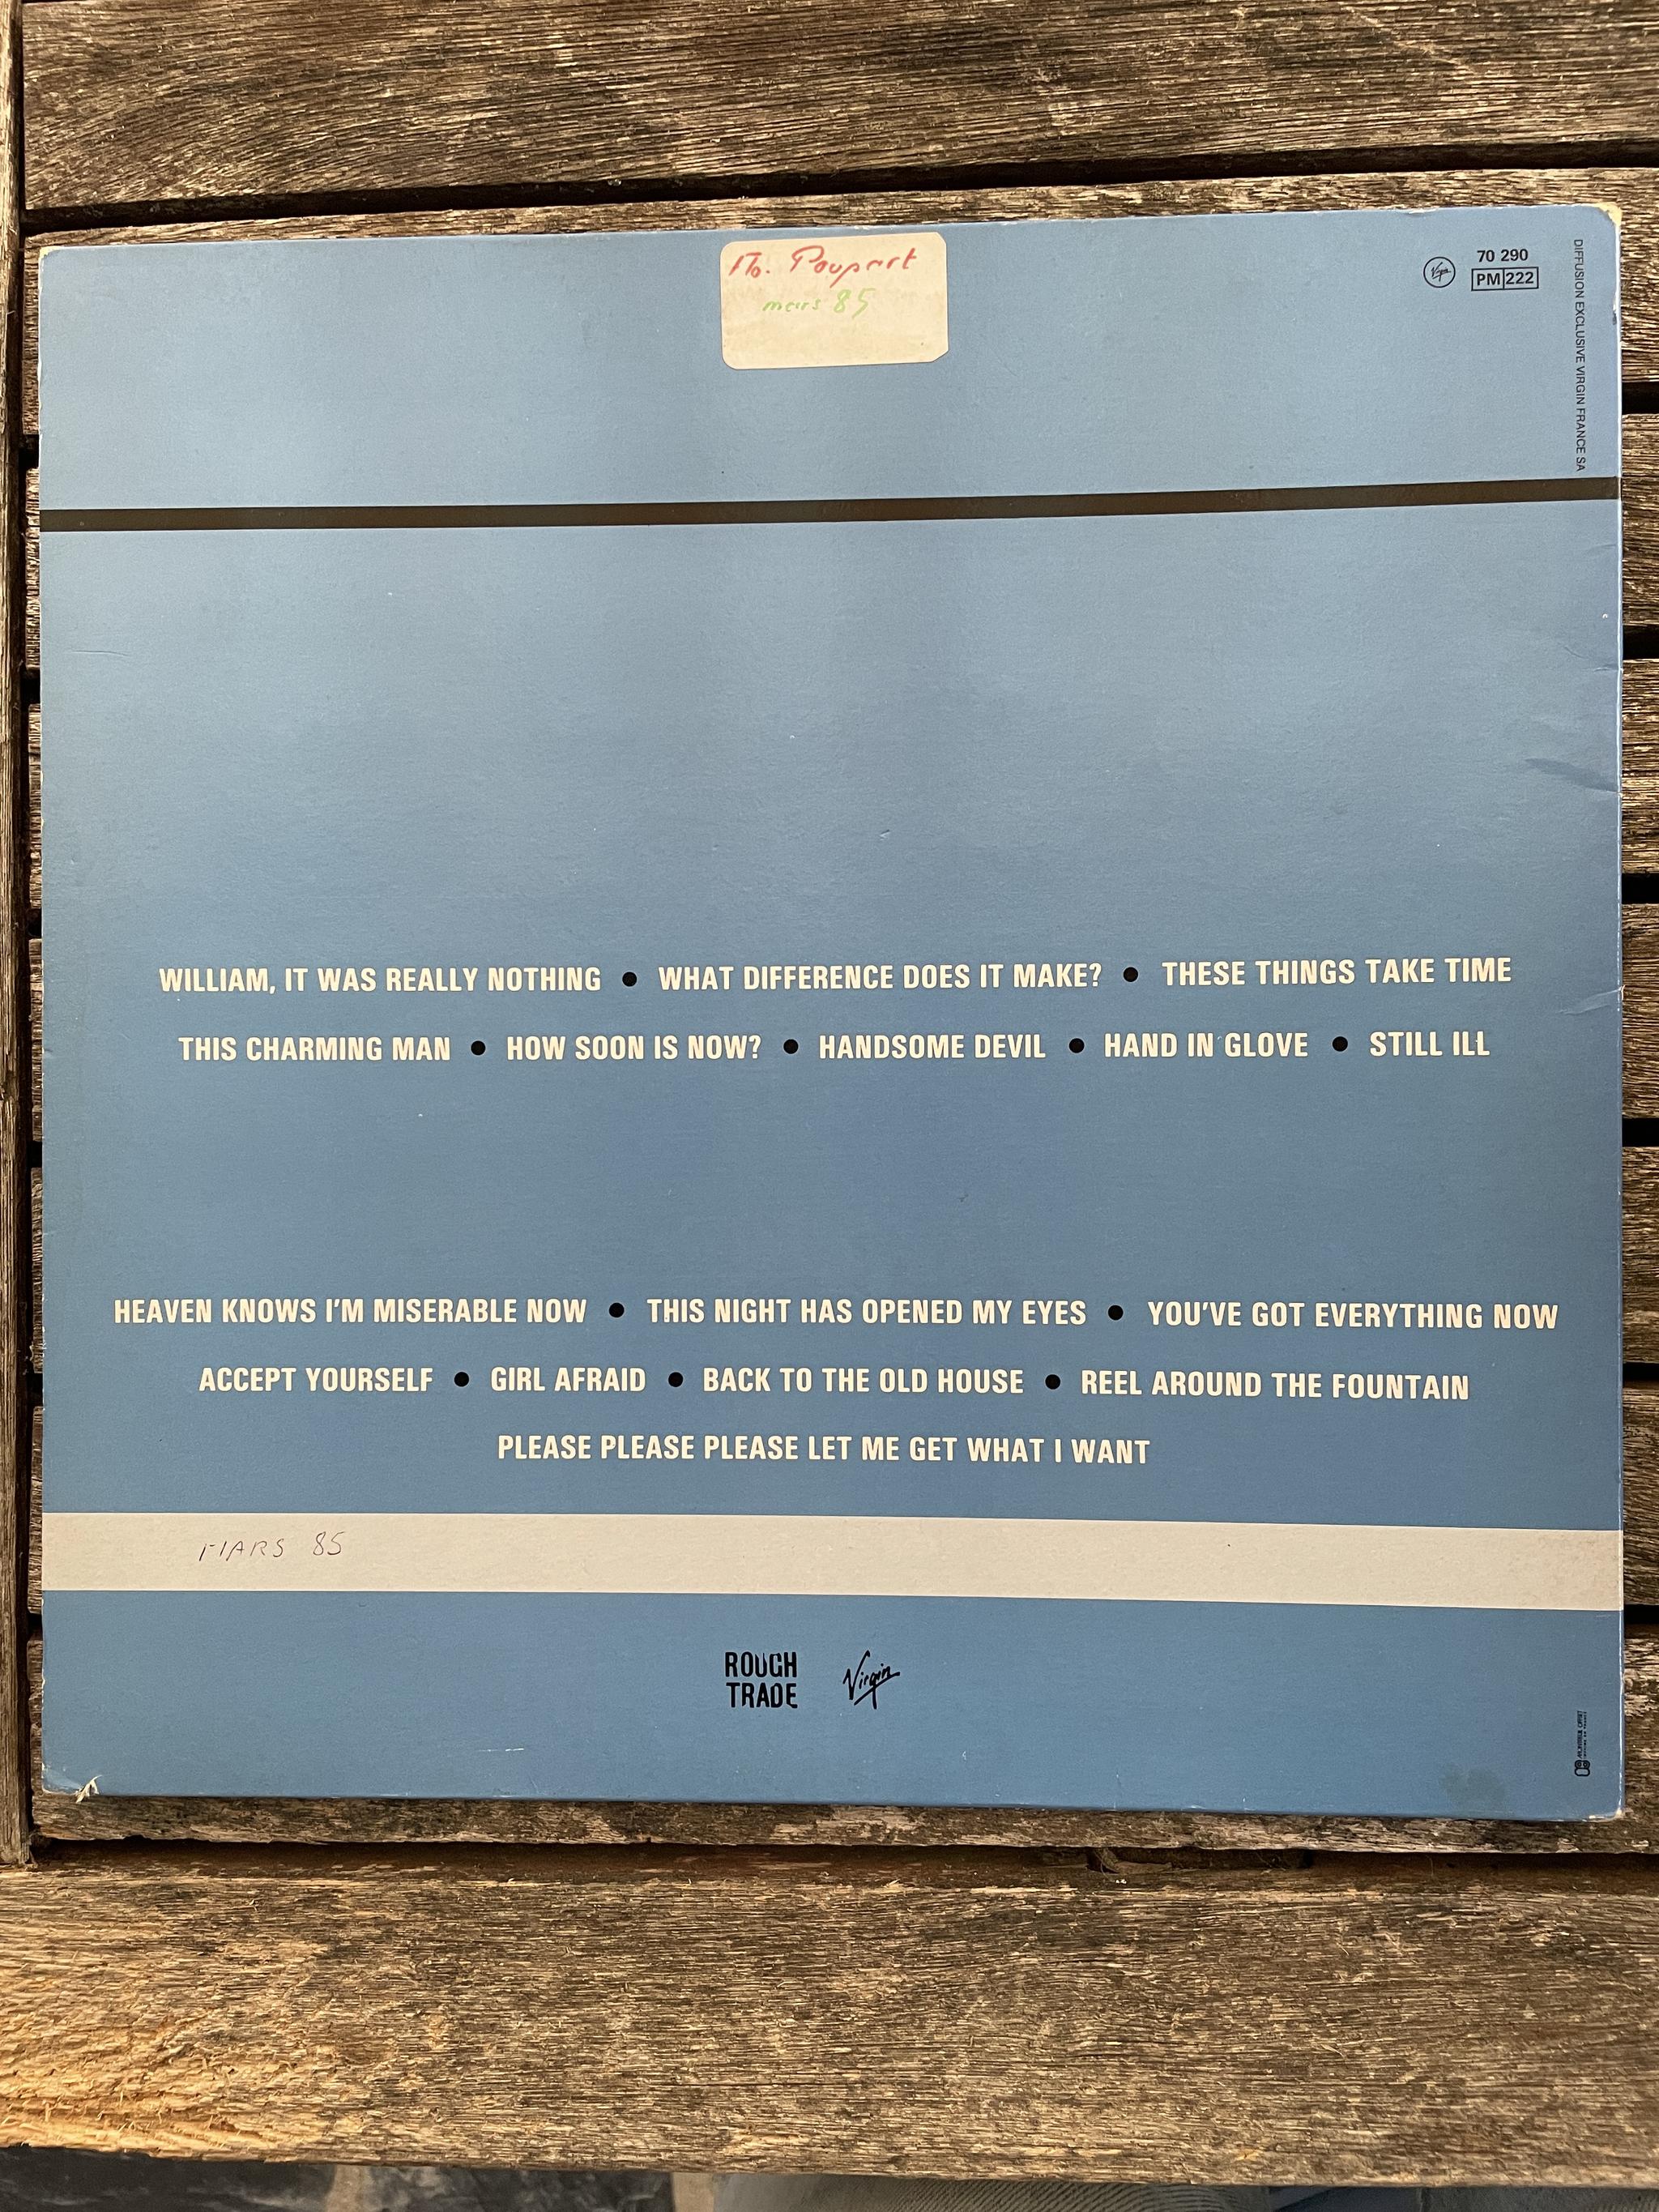 Mo. Poupart
mars 85
Virgin
70 290
PM 222
DIFFUSION EXCLUSIVE VIRGIN FRANCE SA
WILLIAM, IT WAS REALLY NOTHING ● WHAT DIFFERENCE DOES IT MAKE? ● THESE THINGS TAKE TIME
THIS CHARMING MAN ● HOW SOON IS NOW? ● HANDSOME DEVIL ● HAND IN GLOVE ● STILL ILL
HEAVEN KNOWS I'M MISERABLE NOW ● THIS NIGHT HAS OPENED MY EYES ● YOU'VE GOT EVERYTHING NOW
ACCEPT YOURSELF ● GIRL AFRAID ● BACK TO THE OLD HOUSE ● REEL AROUND THE FOUNTAIN
PLEASE PLEASE PLEASE LET ME GET WHAT I WANT
MARS 85
ROUGH
TRADE
Virgin